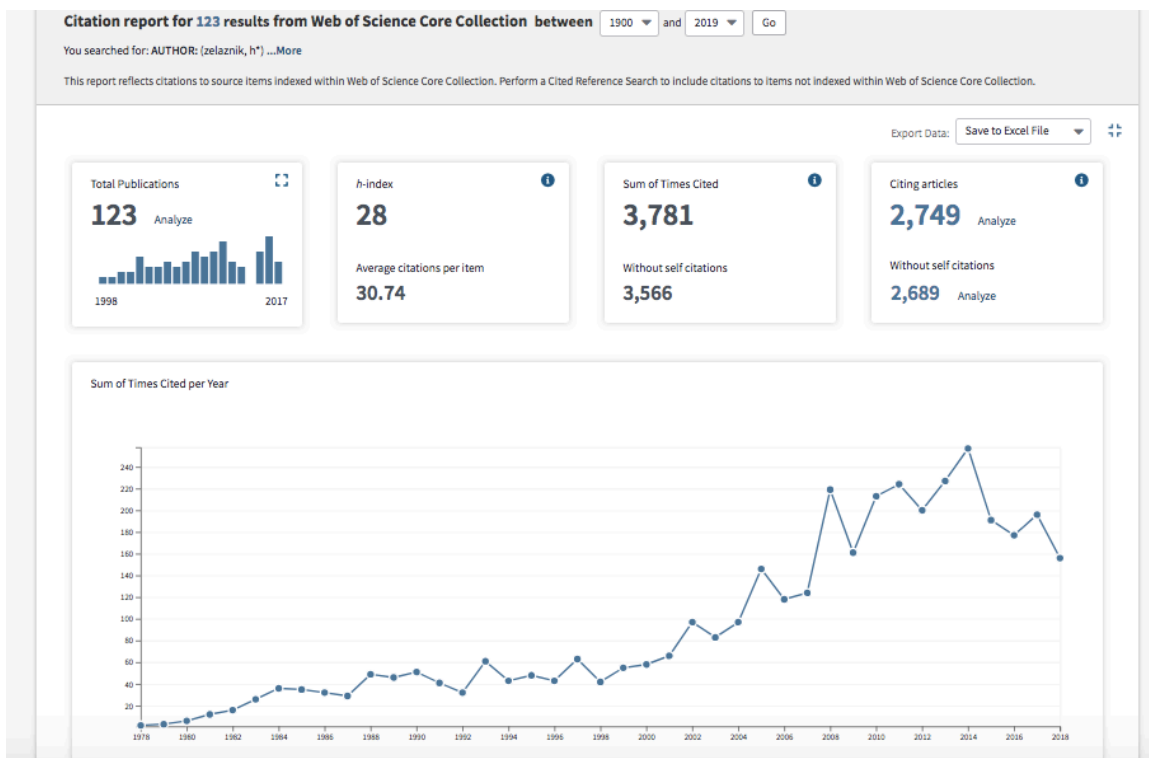 Citation report for 123 results from Web of Science Core Collection between 1900 and 2019 Go
You searched for: AUTHOR: (zelaznik, h*) ...More
This report reflects citations to source items indexed within Web of Science Core Collection. Perform a Cited Reference Search to include citations to items not indexed within Web of Science Core Collection.
Export Data: Save to Excel File
Total Publications
123 Analyze
1998 2017
h-index
28
Average citations per item
30.74
Sum of Times Cited
3,781
Without self citations
3,566
Citing articles
2,749 Analyze
Without self citations
2,689 Analyze
Sum of Times Cited per Year
240
220
200
180
160
140
120
100
80
60
40
20
1978 1980 1982 1984 1986 1988 1990 1992 1994 1996 1998 2000 2002 2004 2006 2008 2010 2012 2014 2016 2018